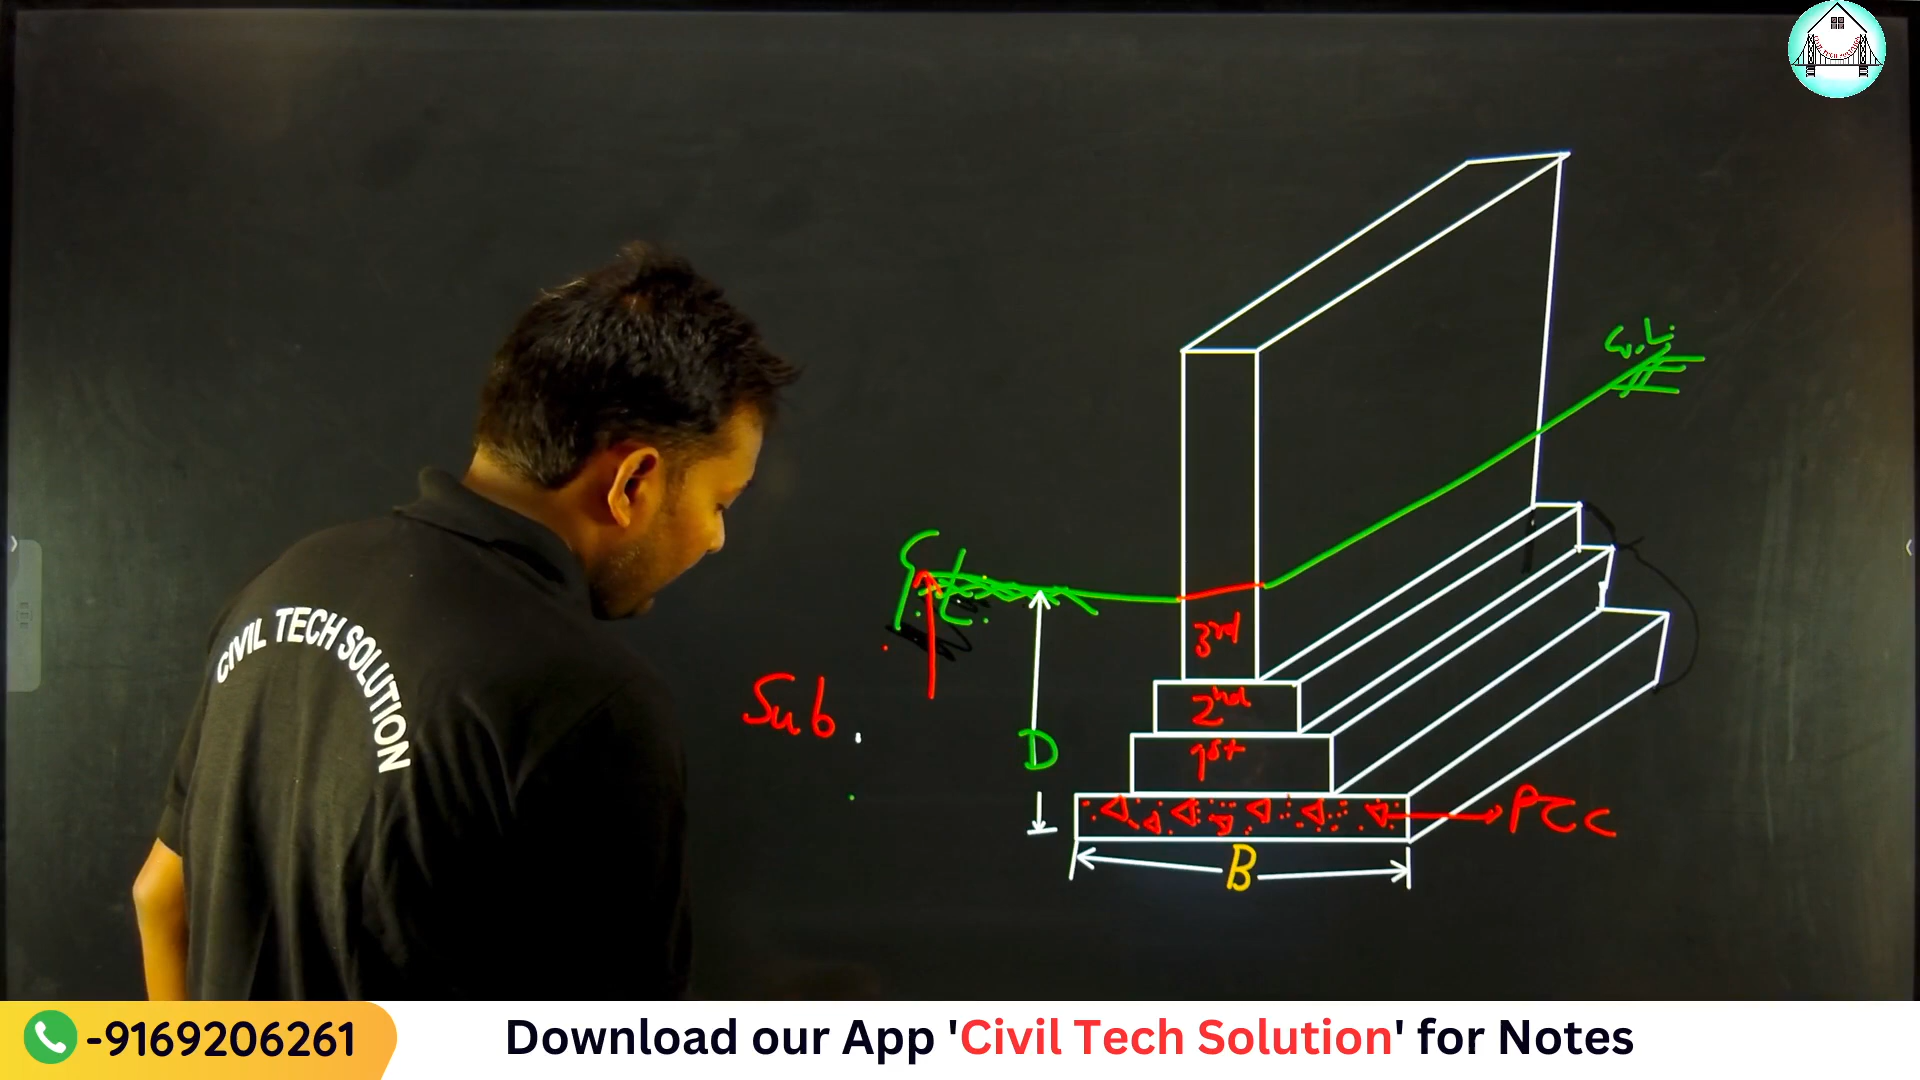 G.L.
G.L.
CIVIL TECH SOLUTION
3rd
Sub.
2nd
D
1st
PCC
B
-9169206261
Download our App 'Civil Tech Solution' for Notes